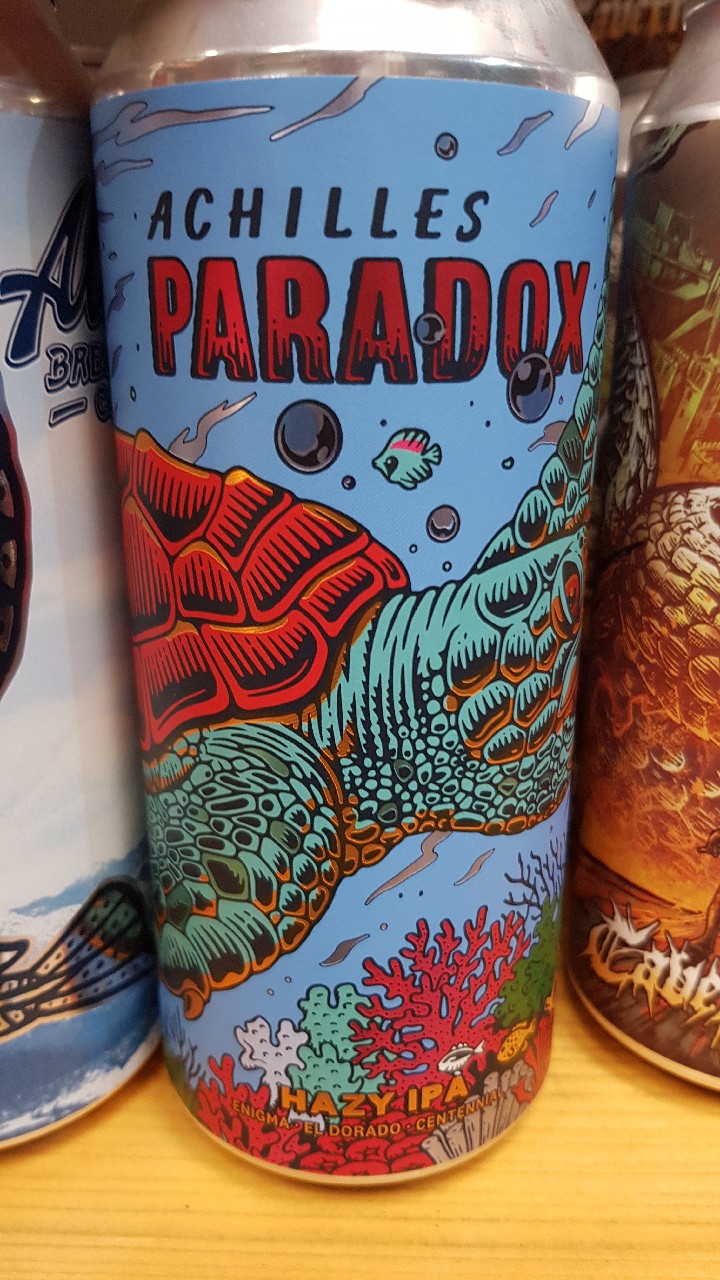 ACHILLES
PARADOX
HAZY IPA
ENIGMA · EL DORADO · CENTENNIAL